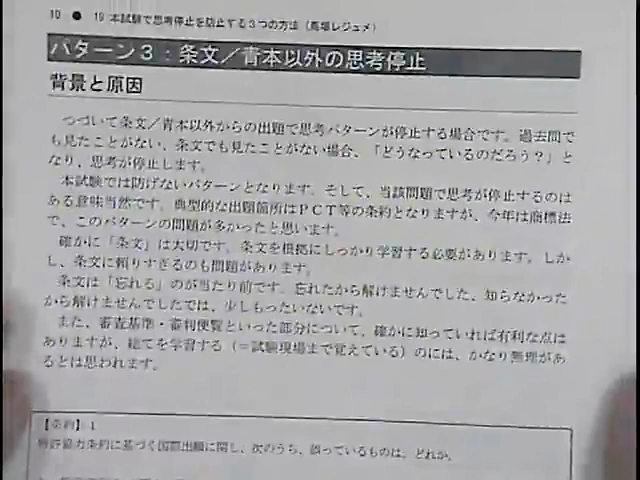 10 ● 19 本試験で思考停止を防止する3つの方法（馬場レジュメ）
パターン3：条文／青本以外の思考停止
背景と原因
つづいて条文／青本以外からの出題で思考パターンが停止する場合です。過去問で
も見たことがない、条文でも見たことがない場合、「どうなっているのだろう？」と
なり、思考が停止します。
本試験では防げないパターンとなります。そして、当該問題で思考が停止するのは
ある意味当然です。典型的な出題箇所はPCT等の条約となりますが、今年は商標法
で、このパターンの問題が多かったと思います。
確かに「条文」は大切です。条文を根拠にしっかり学習する必要があります。しか
し、条文に頼りすぎるのも問題があります。
条文は「忘れる」のが当たり前です。忘れたから解けませんでした、知らなかった
から解けませんでしたでは、少しもったいないです。
また、審査基準・審判便覧といった部分について、確かに知っていれば有利な点は
ありますが、総てを学習する（＝試験現場まで覚えている）のには、かなり無理があ
るとは思われます。
【条約】1
特許協力条約に基づく国際出願に関し、次のうち、誤っているものは、どれか。